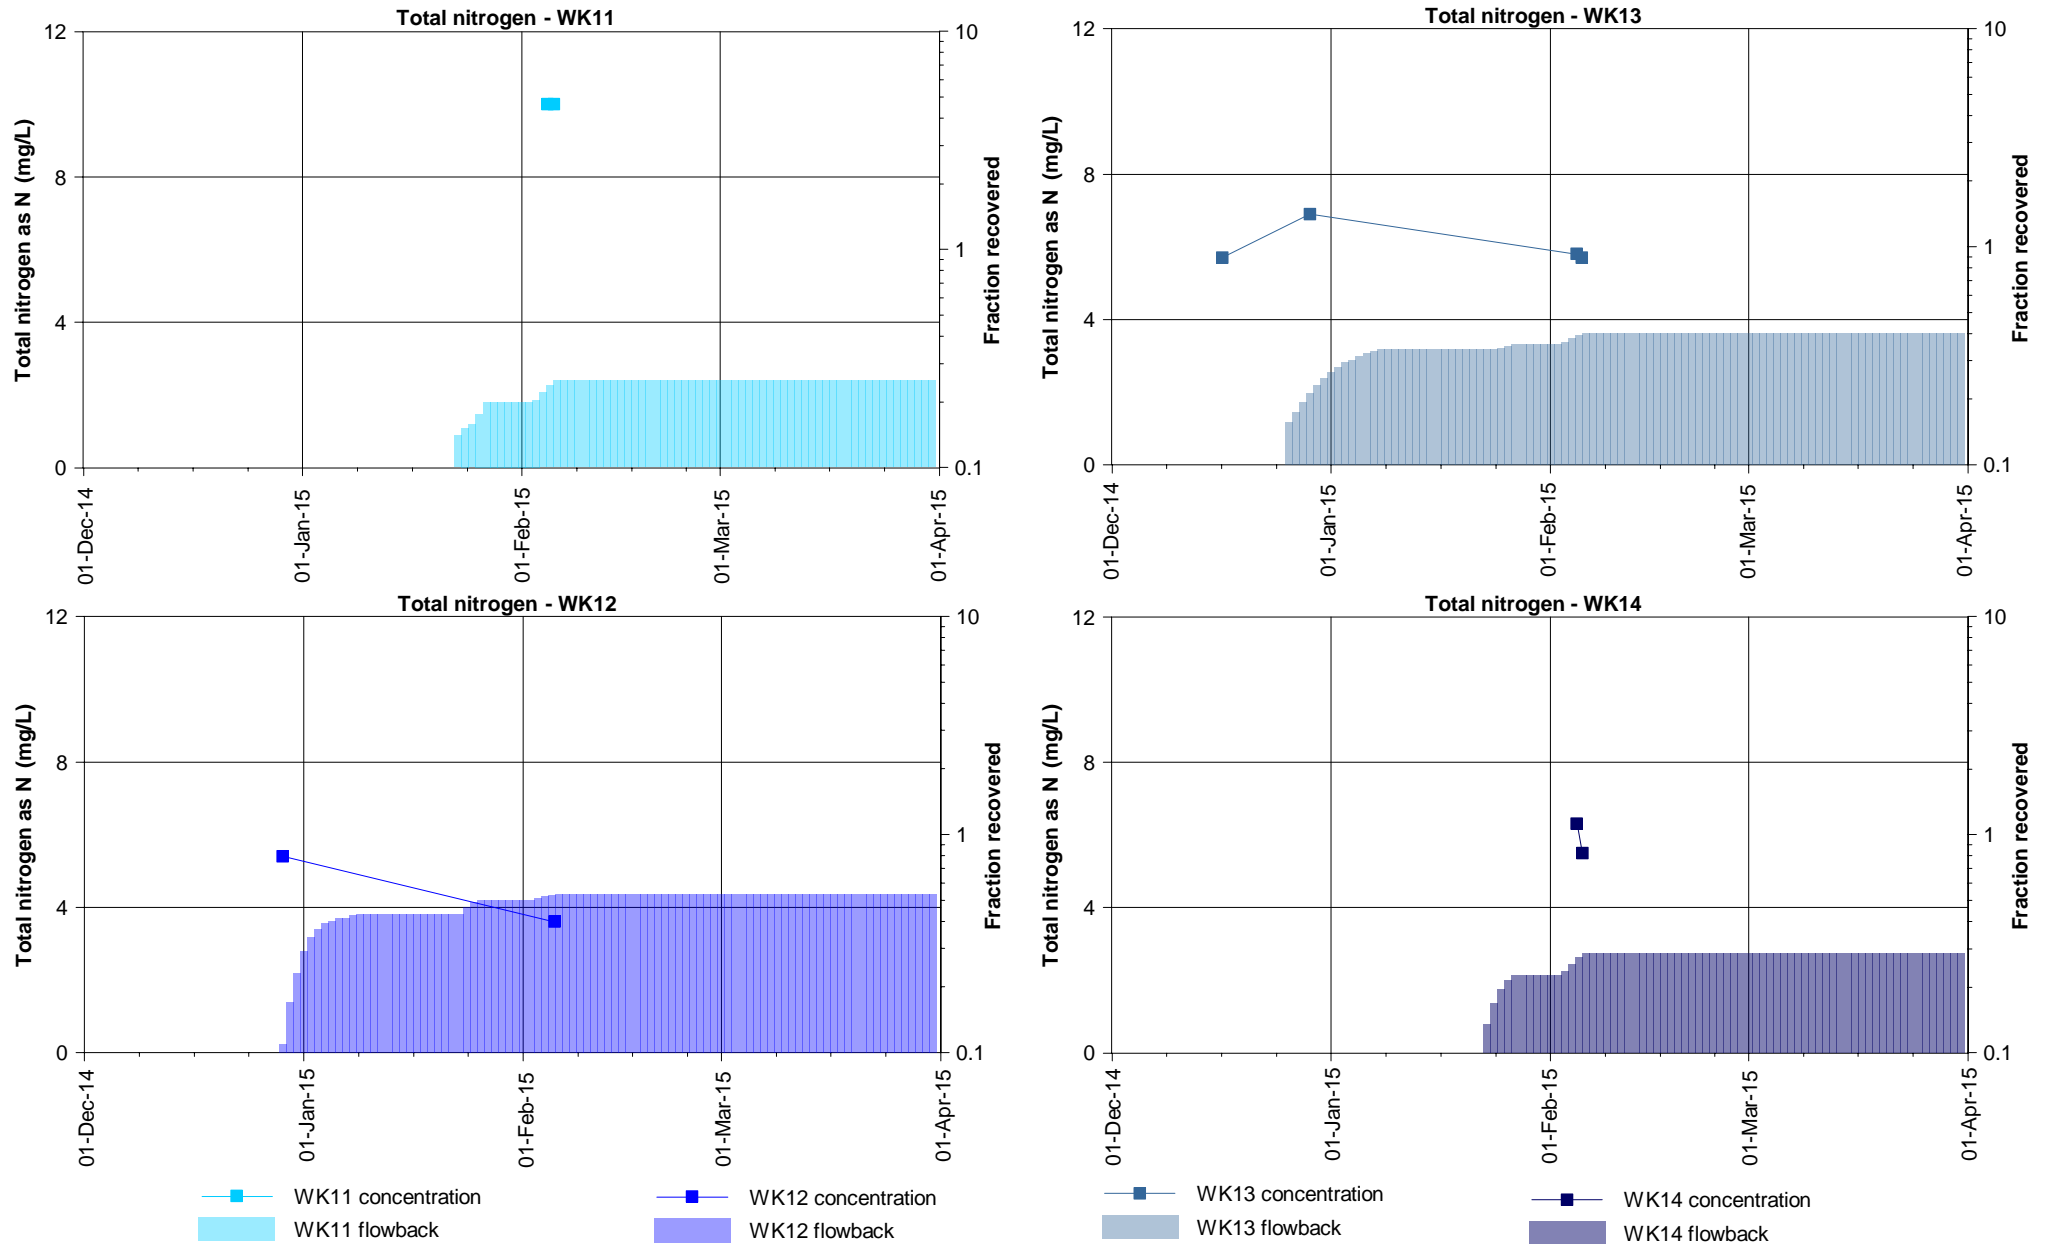 Total nitrogen - WK11
12
8
4
0
Total nitrogen as N (mg/L)
10
1
0.1
Fraction recovered
01-Dec-14
01-Jan-15
01-Feb-15
01-Mar-15
01-Apr-15
Total nitrogen - WK13
12
8
4
0
Total nitrogen as N (mg/L)
10
1
0.1
Fraction recovered
01-Dec-14
01-Jan-15
01-Feb-15
01-Mar-15
01-Apr-15
Total nitrogen - WK12
12
8
4
0
Total nitrogen as N (mg/L)
10
1
0.1
Fraction recovered
01-Dec-14
01-Jan-15
01-Feb-15
01-Mar-15
01-Apr-15
Total nitrogen - WK14
12
8
4
0
Total nitrogen as N (mg/L)
10
1
0.1
Fraction recovered
01-Dec-14
01-Jan-15
01-Feb-15
01-Mar-15
01-Apr-15
WK11 concentration
WK11 flowback
WK12 concentration
WK12 flowback
WK13 concentration
WK13 flowback
WK14 concentration
WK14 flowback